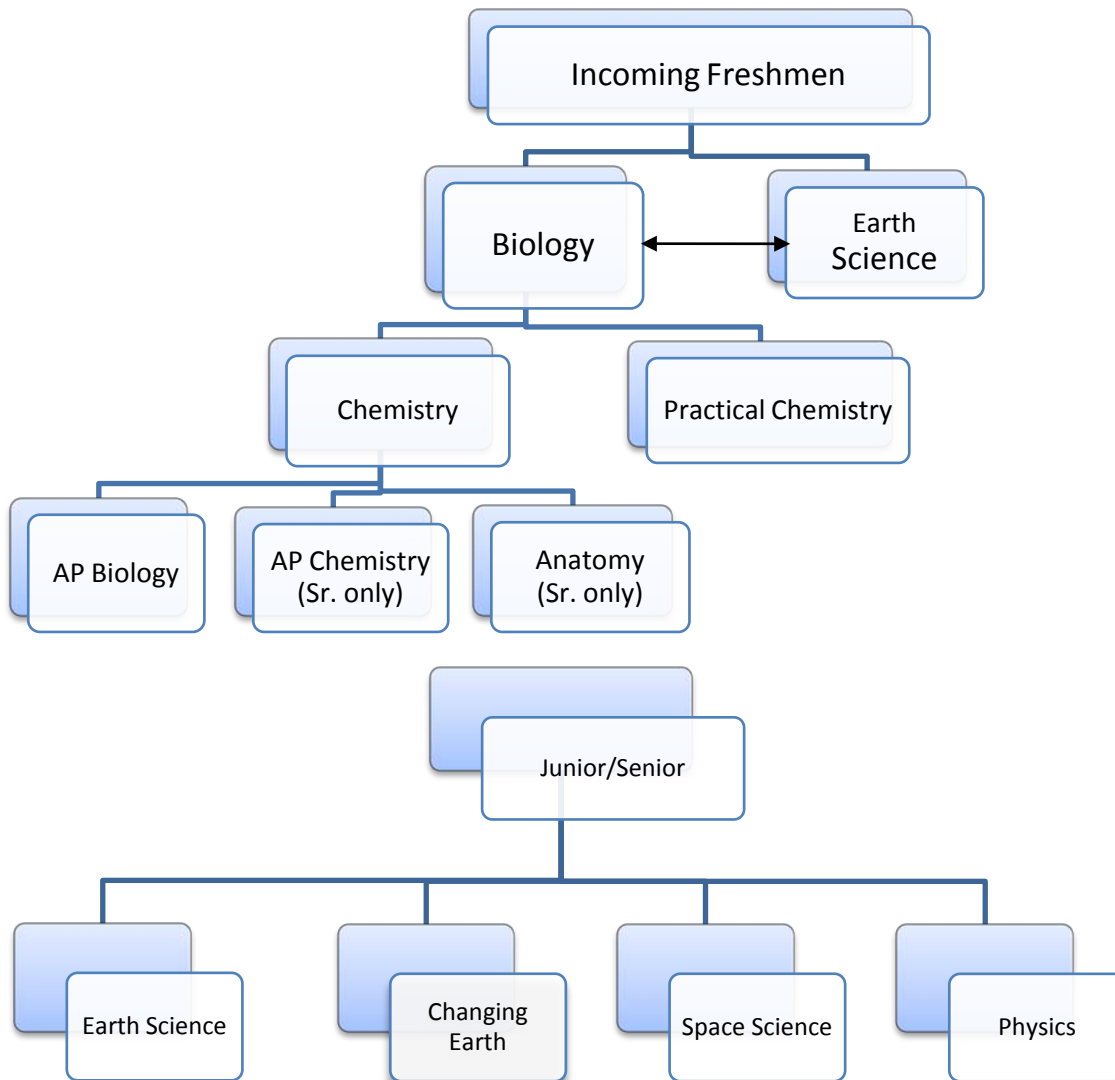 Incoming Freshmen
Biology
Earth
Science
Chemistry
Practical Chemistry
AP Biology
AP Chemistry
(Sr. only)
Anatomy
(Sr. only)
Junior/Senior
Earth Science
Changing
Earth
Space Science
Physics